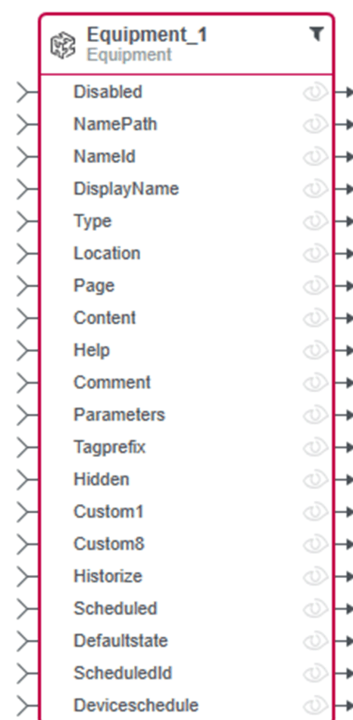 Equipment_1
Equipment
Disabled
NamePath
NameId
DisplayName
Type
Location
Page
Content
Help
Comment
Parameters
Tagprefix
Hidden
Custom1
Custom8
Historize
Scheduled
Defaultstate
ScheduledId
Deviceschedule